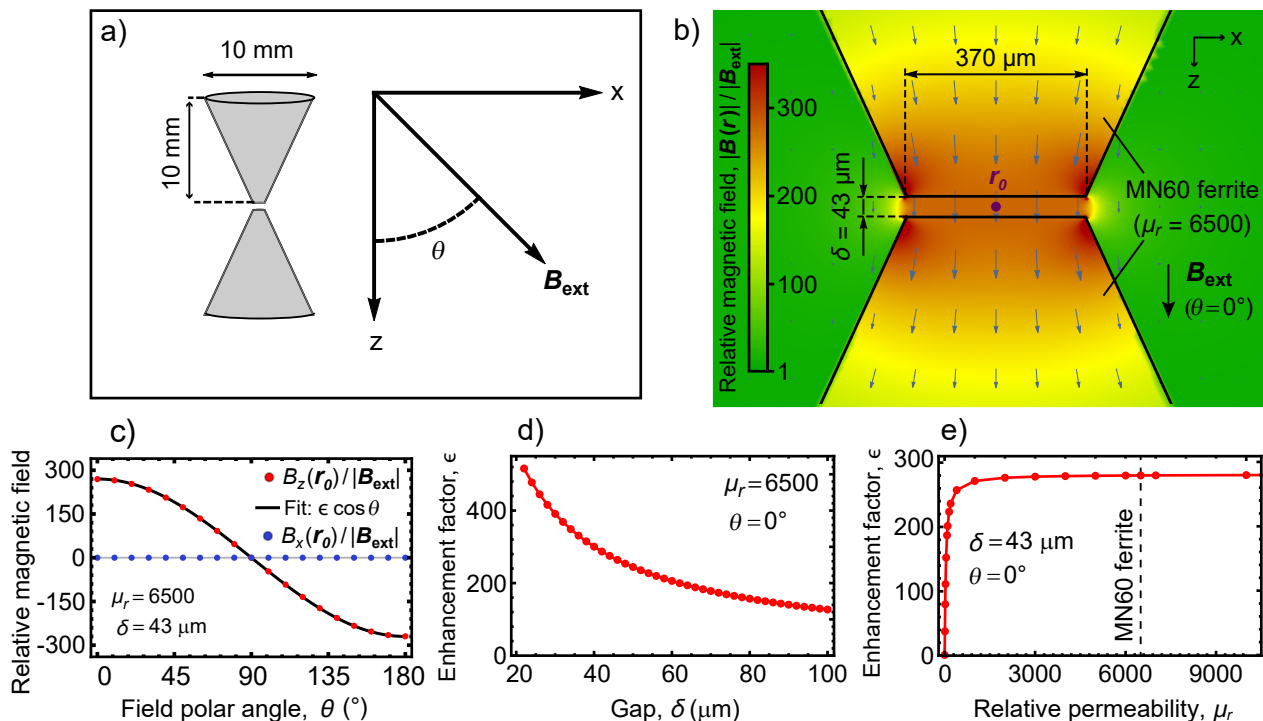 a)
10 mm
10 mm
x
θ
B_ext
z
b)
Relative magnetic field, |B(r)| / |B_ext|
300
200
100
1
370 μm
x
z
r_0
δ = 43 μm
MN60 ferrite
(μ_r = 6500)
B_ext
(θ = 0°)
c)
Relative magnetic field
300
150
0
-150
-300
B_z(r_0)/|B_ext|
Fit: ϵ cos θ
B_x(r_0)/|B_ext|
μ_r = 6500
δ = 43 μm
0
45
90
135
180
Field polar angle, θ (°)
d)
Enhancement factor, ϵ
400
200
0
μ_r = 6500
θ = 0°
20
40
60
80
100
Gap, δ (μm)
e)
Enhancement factor, ϵ
300
200
100
0
δ = 43 μm
θ = 0°
MN60 ferrite
0
3000
6000
9000
Relative permeability, μ_r